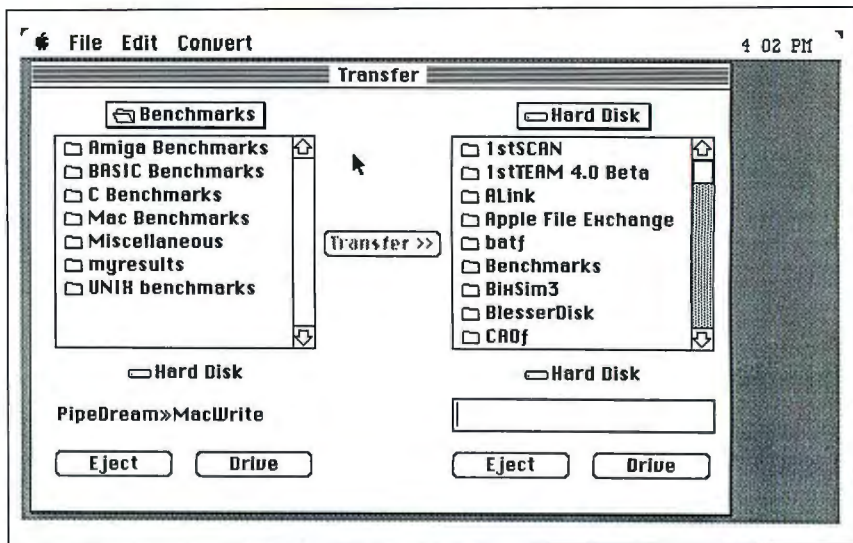 File Edit Convert 4 02 PM
Transfer
Benchmarks
Amiga Benchmarks
BASIC Benchmarks
C Benchmarks
Mac Benchmarks
Miscellaneous
myresults
UNIX benchmarks
Hard Disk
PipeDream»MacWrite
Eject Drive
Transfer >>
Hard Disk
1stSCAN
1stTEAM 4.0 Beta
ALink
Apple File Exchange
batƒ
Benchmarks
BixSim3
BlesserDisk
CAOƒ
Hard Disk
Eject Drive